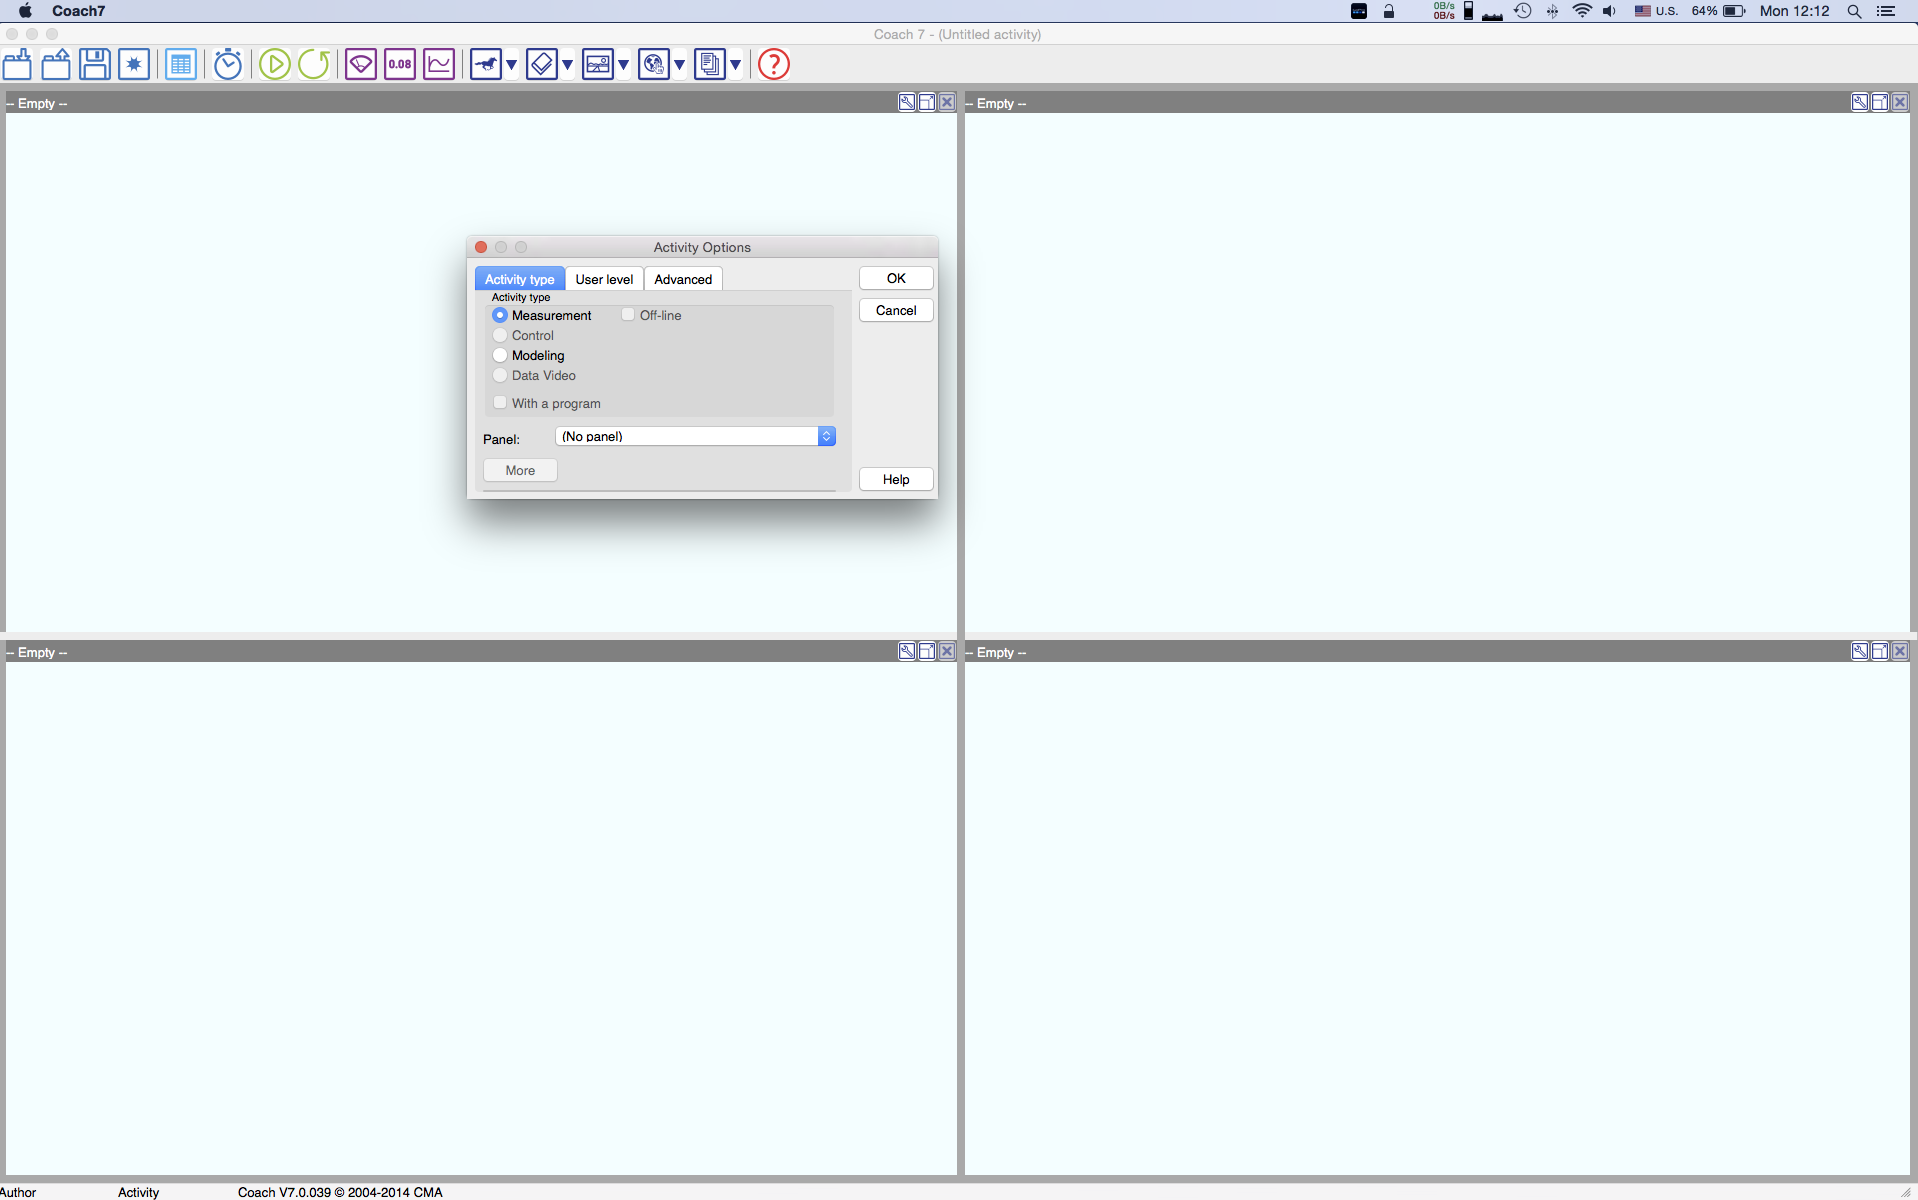 Coach7
0B/s
0B/s
U.S.
64%
Mon 12:12
Coach 7 - (Untitled activity)
0.08
?
-- Empty --
-- Empty --
Activity Options
Activity type
User level
Advanced
OK
Activity type
Measurement
Off-line
Cancel
Control
Modeling
Data Video
With a program
Panel:
(No panel)
More
Help
-- Empty --
-- Empty --
Author
Activity
Coach V7.0.039 © 2004-2014 CMA